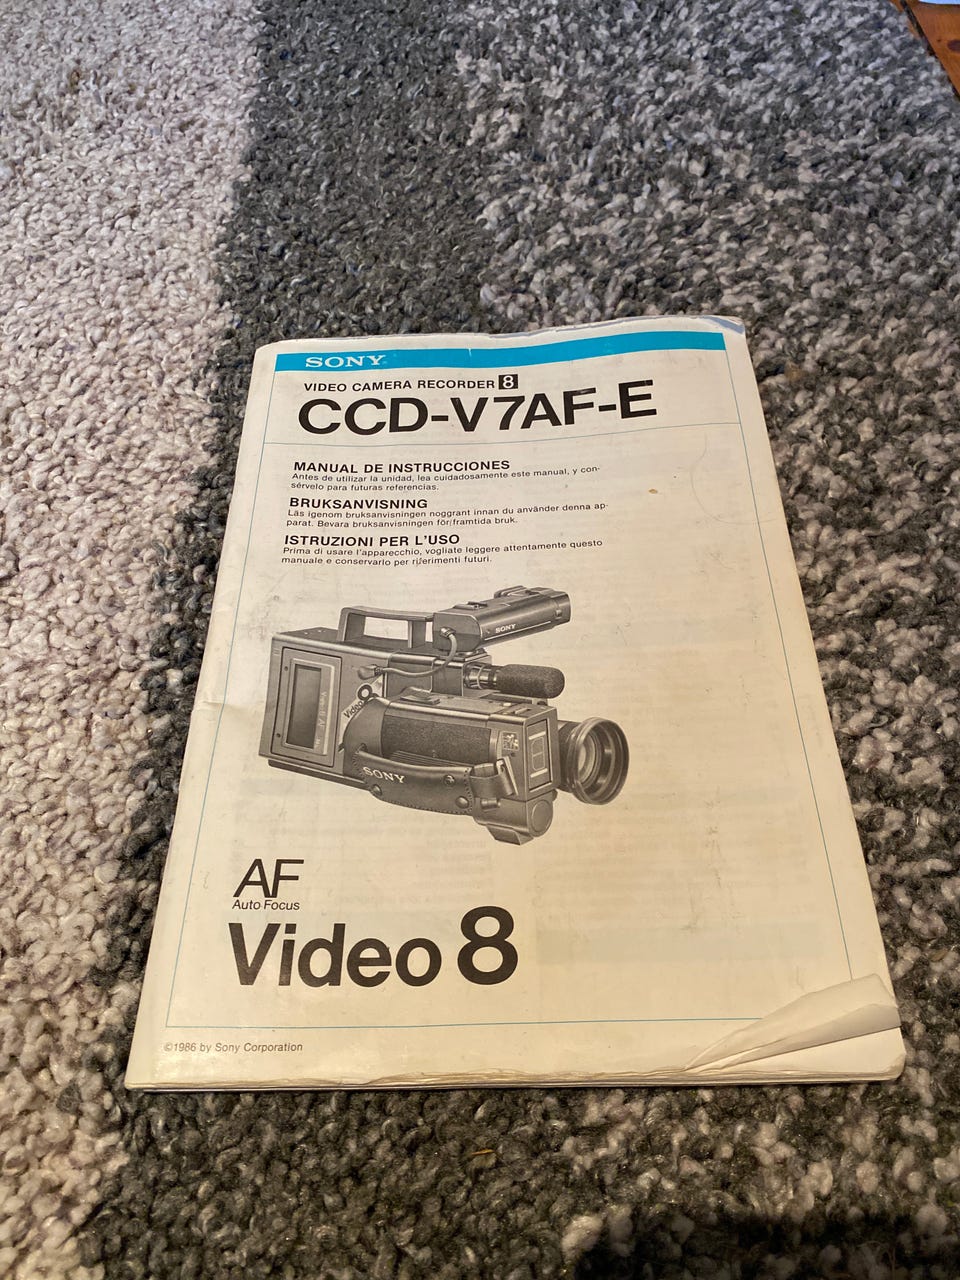 SONY
VIDEO CAMERA RECORDER 8
CCD-V7AF-E
MANUAL DE INSTRUCCIONES
Antes de utilizar la unidad, lea cuidadosamente este manual, y con-
sérvelo para futuras referencias.
BRUKSANVISNING
Läs igenom bruksanvisningen noggrant innan du använder denna ap-
parat. Bevara bruksanvisningen för framtida bruk.
ISTRUZIONI PER L'USO
Prima di usare l'apparecchio, vogliate leggere attentamente questo
manuale e conservarlo per riferimenti futuri.
SONY
Video 8
SONY
AF
Auto Focus
Video 8
©1986 by Sony Corporation